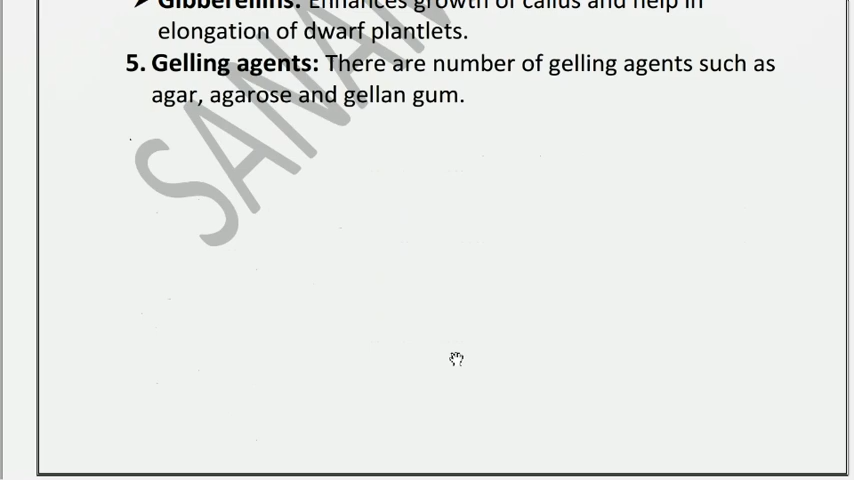 ➤ Gibberellins: Enhances growth of callus and help in
elongation of dwarf plantlets.
5. Gelling agents: There are number of gelling agents such as
agar, agarose and gellan gum.
SANA